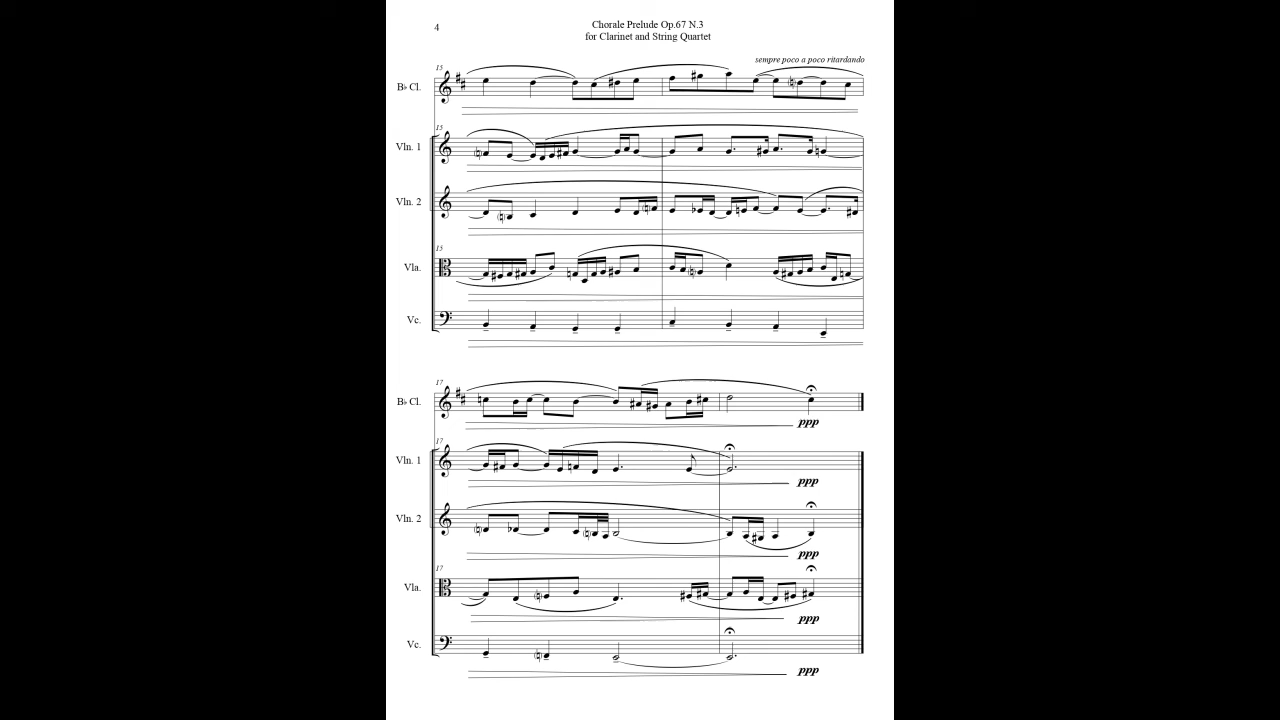 4
Chorale Prelude Op.67 N.3
for Clarinet and String Quartet
sempre poco a poco ritardando
15
B♭ Cl.
15
Vln. 1
Vln. 2
15
Vla.
Vc.
17
B♭ Cl.
ppp
17
Vln. 1
ppp
Vln. 2
ppp
17
Vla.
ppp
Vc.
ppp